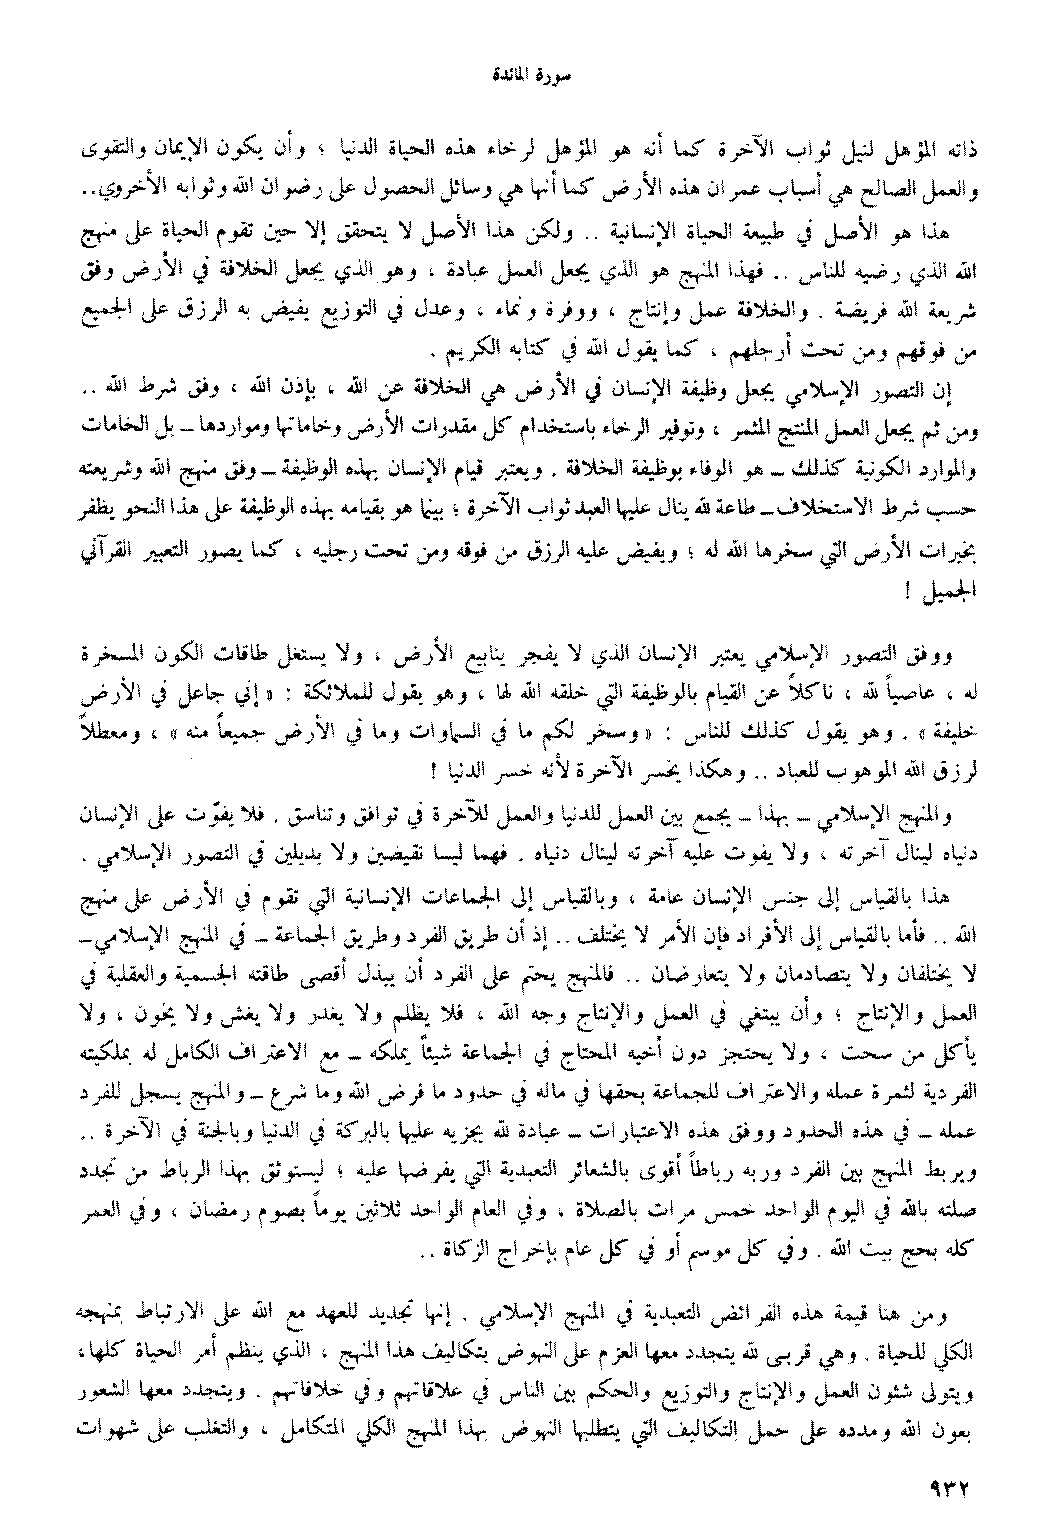 سورة المائدة
ذاته المؤهل لنيل ثواب الآخرة كما أنه هو المؤهل لرخاء هذه الحياة الدنيا ؛ وأن يكون الإيمان والتقوى
والعمل الصالح هي أسباب عمران هذه الأرض كما أنها هي وسائل الحصول على رضوان الله وثوابه الأخروي..
هذا هو الأصل في طبيعة الحياة الإنسانية .. ولكن هذا الأصل لا يتحقق إلا حين تقوم الحياة على منهج
الله الذي رضيه للناس .. فهذا المنهج هو الذي يجعل العمل عبادة ، وهو الذي يجعل الخلافة في الأرض وفق
شريعة الله فريضة . والخلافة عمل وإنتاج ، ووفرة ونماء ، وعدل في التوزيع يفيض به الرزق على الجميع
من فوقهم ومن تحت أرجلهم ، كما يقول الله في كتابه الكريم .
إن التصور الإسلامي يجعل وظيفة الإنسان في الأرض هي الخلافة عن الله ، بإذن الله ، وفق شرط الله ..
ومن ثم يجعل العمل المنتج المثمر ، وتوفير الرخاء باستخدام كل مقدرات الأرض وخاماتها ومواردها – بل الخامات
والموارد الكونية كذلك – هو الوفاء بوظيفة الخلافة . ويعتبر قيام الإنسان بهذه الوظيفة – وفق منهج الله وشريعته
حسب شرط الاستخلاف – طاعة لله ينال عليها العبد ثواب الآخرة ؛ بينما هو بقيامه بهذه الوظيفة على هذا النحو يظفر
بخيرات الأرض التي سخرها الله له ؛ ويفيض عليه الرزق من فوقه ومن تحت رجليه ، كما يصور التعبير القرآني
الجميل !
ووفق التصور الإسلامي يعتبر الإنسان الذي لا يفجر ينابيع الأرض ، ولا يستغل طاقات الكون المسخرة
له ، عاصياً لله ، ناكلاً عن القيام بالوظيفة التي خلقه الله لها ، وهو يقول للملائكة : « إني جاعل في الأرض
خليفة » . وهو يقول كذلك للناس : « وسخر لكم ما في السماوات وما في الأرض جميعاً منه » ، ومعطلاً
لرزق الله الموهوب للعباد .. وهكذا يخسر الآخرة لأنه خسر الدنيا !
والمنهج الإسلامي – بهذا – يجمع بين العمل للدنيا والعمل للآخرة في توافق وتناسق . فلا يفوّت على الإنسان
دنياه لينال آخرته ، ولا يفوت عليه آخرته لينال دنياه . فهما ليسا نقيضين ولا بديلين في التصور الإسلامي .
هذا بالقياس إلى جنس الإنسان عامة ، وبالقياس إلى الجماعات الإنسانية التي تقوم في الأرض على منهج
الله .. فأما بالقياس إلى الأفراد فإن الأمر لا يختلف .. إذ أن طريق الفرد وطريق الجماعة – في المنهج الإسلامي –
لا يختلفان ولا يتصادمان ولا يتعارضان .. فالمنهج يحتم على الفرد أن يبذل أقصى طاقته الجسمية والعقلية في
العمل والإنتاج ؛ وأن يبتغي في العمل والإنتاج وجه الله ، فلا يظلم ولا يغدر ولا يغش ولا يخون ، ولا
يأكل من سحت ، ولا يحتجز دون أخيه المحتاج في الجماعة شيئاً يملكه – مع الاعتراف الكامل له بملكيته
الفردية لثمرة عمله والاعتراف للجماعة بحقها في ماله في حدود ما فرض الله وما شرع – والمنهج يسجل للفرد
عمله – في هذه الحدود ووفق هذه الاعتبارات – عبادة لله يجزيه عليها بالبركة في الدنيا وبالجنة في الآخرة ..
ويربط المنهج بين الفرد وربه رباطاً أقوى بالشعائر التعبدية التي يفرضها عليه ؛ ليستوثق بهذا الرباط من تجدد
صلته بالله في اليوم الواحد خمس مرات بالصلاة ، وفي العام الواحد ثلاثين يوماً بصوم رمضان ، وفي العمر
كله بحج بيت الله . وفي كل موسم أو في كل عام بإخراج الزكاة ..
ومن هنا قيمة هذه الفرائض التعبدية في المنهج الإسلامي . إنها تجديد للعهد مع الله على الارتباط بمنهجه
الكلي للحياة . وهي قربى لله يتجدد معها العزم على النهوض بتكاليف هذا المنهج ، الذي ينظم أمر الحياة كلها،
ويتولى شئون العمل والإنتاج والتوزيع والحكم بين الناس في علاقاتهم وفي خلافاتهم . ويتجدد معها الشعور
بعون الله ومدده على حمل التكاليف التي يتطلبها النهوض بهذا المنهج الكلي المتكامل ، والتغلب على شهوات
٩٣٢